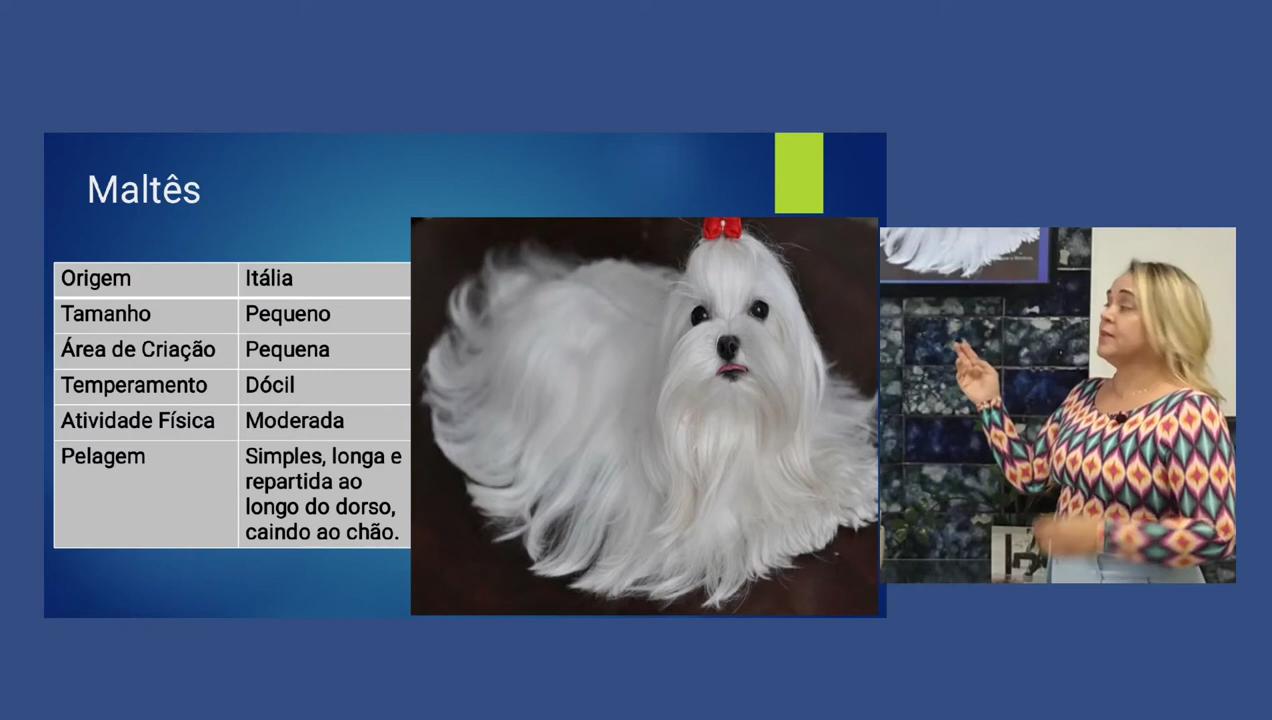 Maltês
Origem Itália
Tamanho Pequeno
Área de Criação Pequena
Temperamento Dócil
Atividade Física Moderada
Pelagem Simples, longa e
repartida ao
longo do dorso,
caindo ao chão.